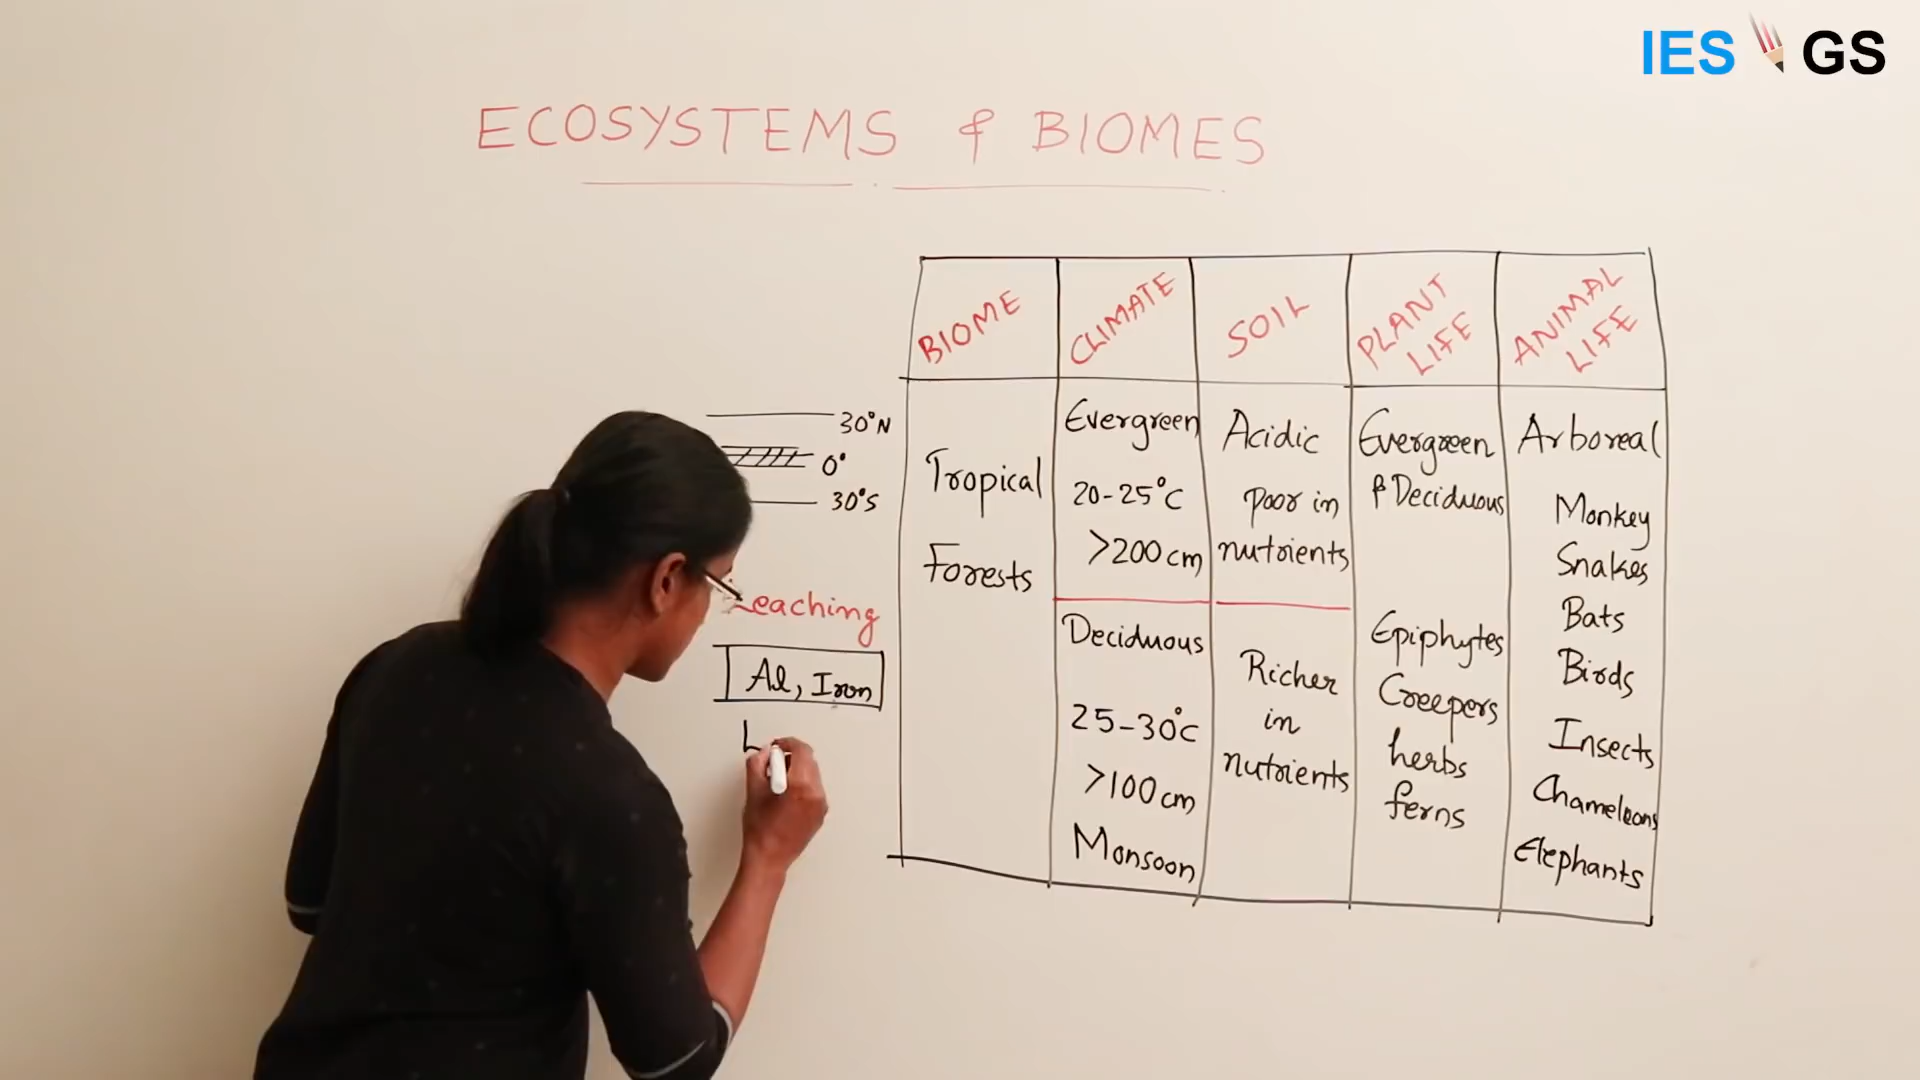 IES GS
ECOSYSTEMS & BIOMES
BIOME
CLIMATE
SOIL
PLANT LIFE
ANIMAL LIFE
30°N
0°
30°S
Leaching
Al, Iron
L
Tropical
Forests
Evergreen
20-25°C
>200 cm
Deciduous
25-30°C
>100 cm
Monsoon
Acidic
poor in
nutrients
Richer
in
nutrients
Evergreen
& Deciduous
Epiphytes
Creepers
herbs
ferns
Arboreal
Monkey
Snakes
Bats
Birds
Insects
Chameleons
Elephants